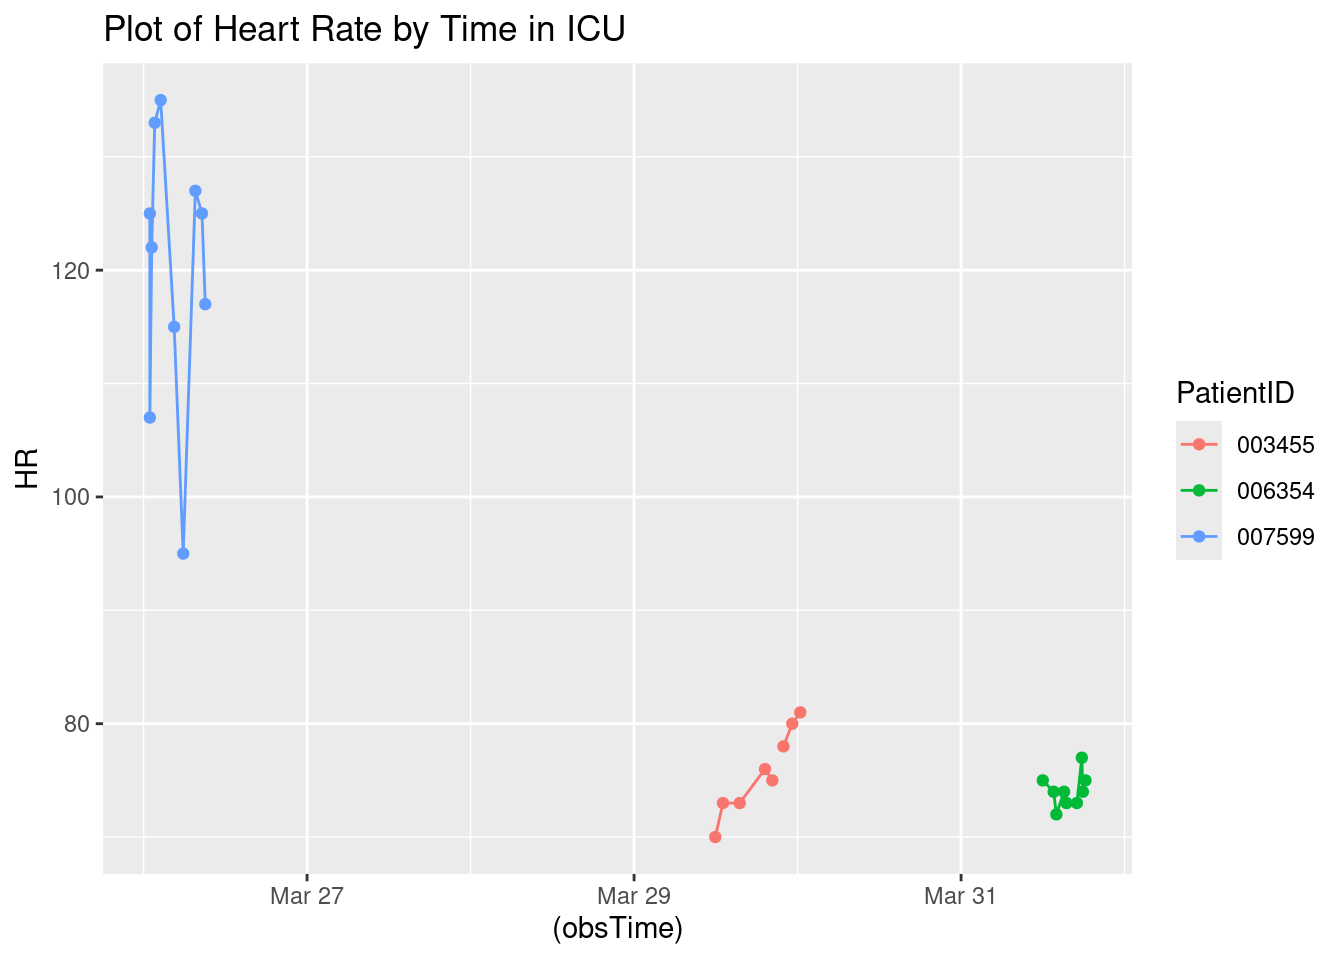 Plot of Heart Rate by Time in ICU
120
100
80
HR
Mar 27
Mar 29
Mar 31
(obsTime)
PatientID
003455
006354
007599